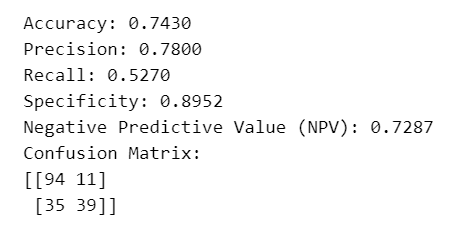 Accuracy: 0.7430
Precision: 0.7800
Recall: 0.5270
Specificity: 0.8952
Negative Predictive Value (NPV): 0.7287
Confusion Matrix:
[[94 11]
 [35 39]]